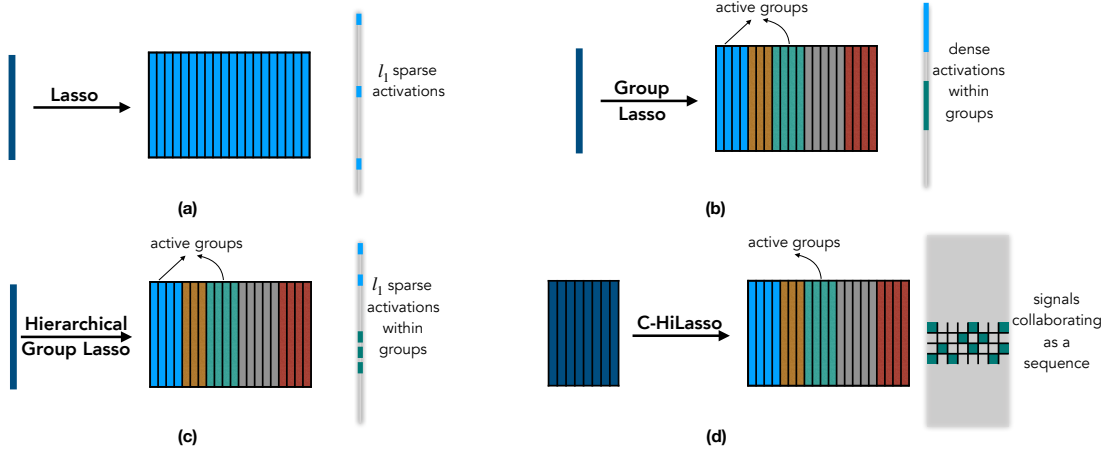 Lasso
l₁ sparse
activations
(a)
active groups
Group
Lasso
dense
activations
within
groups
(b)
active groups
Hierarchical
Group Lasso
l₁ sparse
activations
within
groups
(c)
active groups
C-HiLasso
signals
collaborating
as a
sequence
(d)